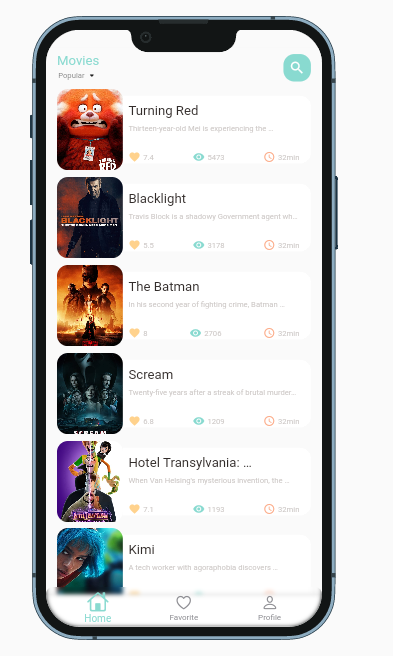 Movies
Popular
Turning Red
Thirteen-year-old Mei is experiencing the ...
7.4 5473 32min
BLACKLIGHT
Blacklight
Travis Block is a shadowy Government agent wh...
5.5 3178 32min
The Batman
In his second year of fighting crime, Batman ...
8 2706 32min
Scream
Twenty-five years after a streak of brutal murder...
6.8 1209 32min
SCREAM
Hotel Transylvania: ...
When Van Helsing's mysterious invention, the ...
7.1 1193 32min
Kimi
A tech worker with agoraphobia discovers ...
Home Favorite Profile